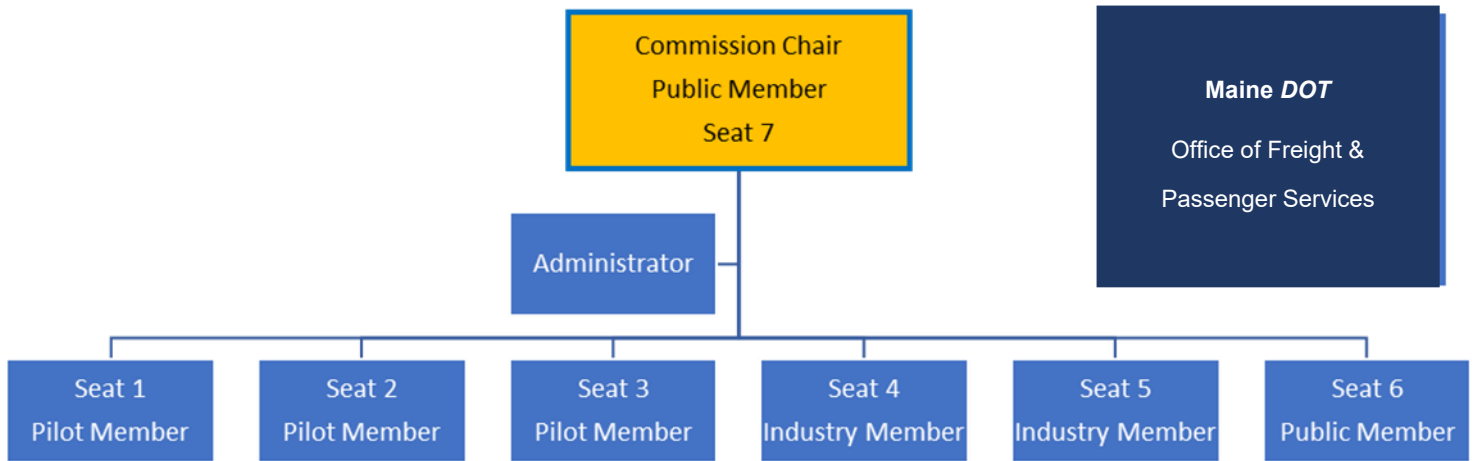 Commission Chair
Public Member
Seat 7
Maine DOT
Office of Freight &
Passenger Services
Administrator
Seat 1
Pilot Member
Seat 2
Pilot Member
Seat 3
Pilot Member
Seat 4
Industry Member
Seat 5
Industry Member
Seat 6
Public Member